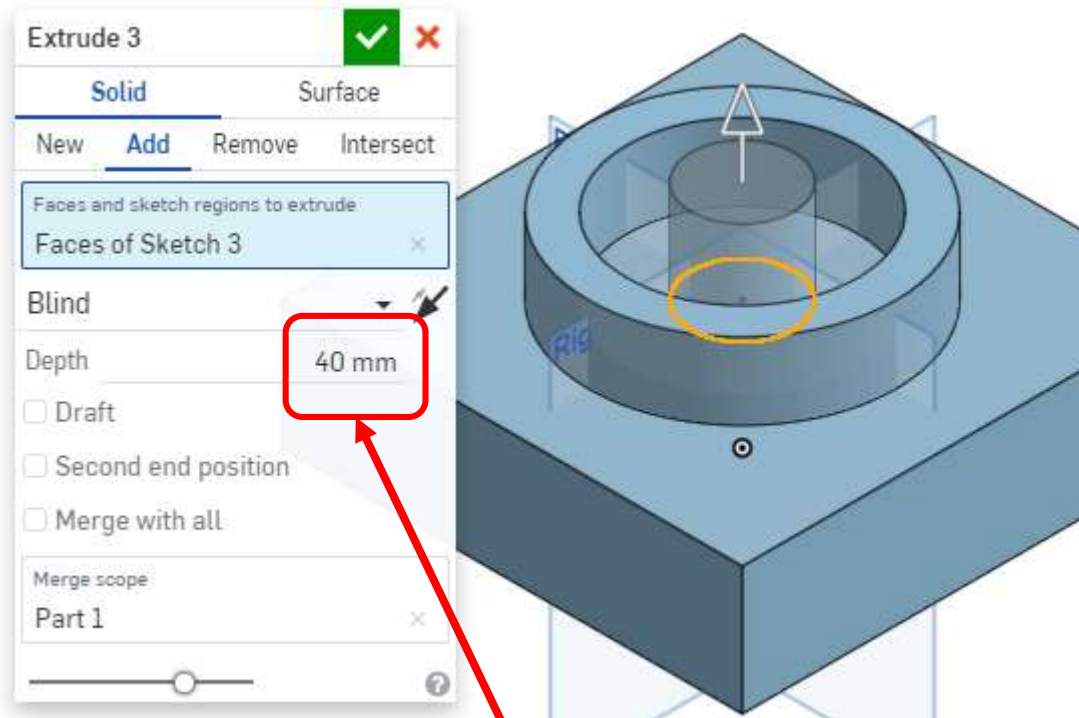 Extrude 3
Solid Surface
New Add Remove Intersect
Faces and sketch regions to extrude
Faces of Sketch 3
Blind
Depth 40 mm
Draft
Second end position
Merge with all
Merge scope
Part 1
?